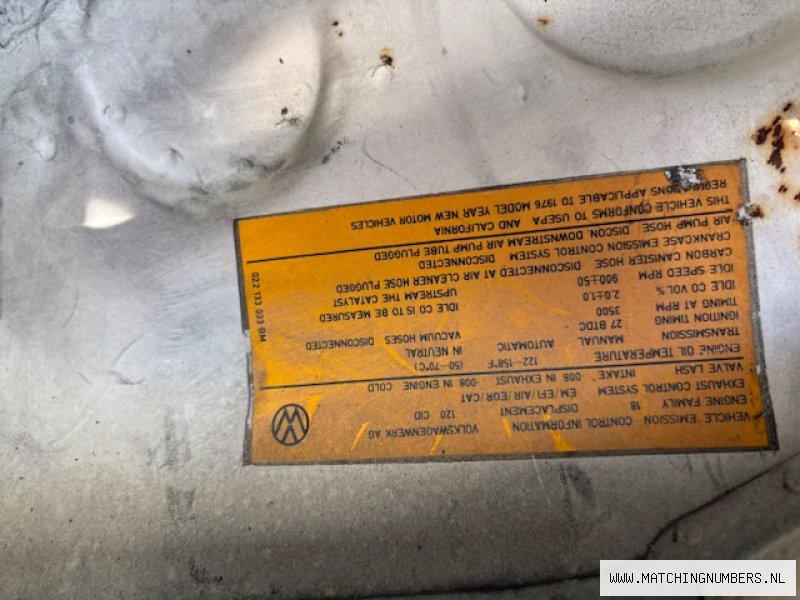 VEHICLE EMISSION CONTROL INFORMATION VOLKSWAGENWERK AG
ENGINE FAMILY 18 DISPLACEMENT 120 CID
EXHAUST CONTROL SYSTEM EM/EFI/AIR/EGR/CAT
VALVE LASH INTAKE ·006 IN EXHAUST ·008 IN ENGINE COLD
ENGINE OIL TEMPERATURE 122–158°F (50–70°C)
TRANSMISSION MANUAL AUTOMATIC IN NEUTRAL
IGNITION TIMING 27 BTDC VACUUM HOSES DISCONNECTED
TIMING AT RPM 3500
IDLE CO VOL % 2.0±1.0 IDLE CO IS TO BE MEASURED
IDLE SPEED RPM 900±50 UPSTREAM THE CATALYST
CARBON CANISTER HOSE DISCONNECTED AT AIR CLEANER HOSE PLUGGED
CRANKCASE EMISSION CONTROL SYSTEM DISCONNECTED
AIR PUMP HOSE/ DISCON. DOWNSTREAM AIR PUMP TUBE PLUGGED
THIS VEHICLE CONFORMS TO USEPA AND CALIFORNIA
REGULATIONS APPLICABLE TO 1976 MODEL YEAR NEW MOTOR VEHICLES
022 133 033 BM
WWW.MATCHINGNUMBERS.NL